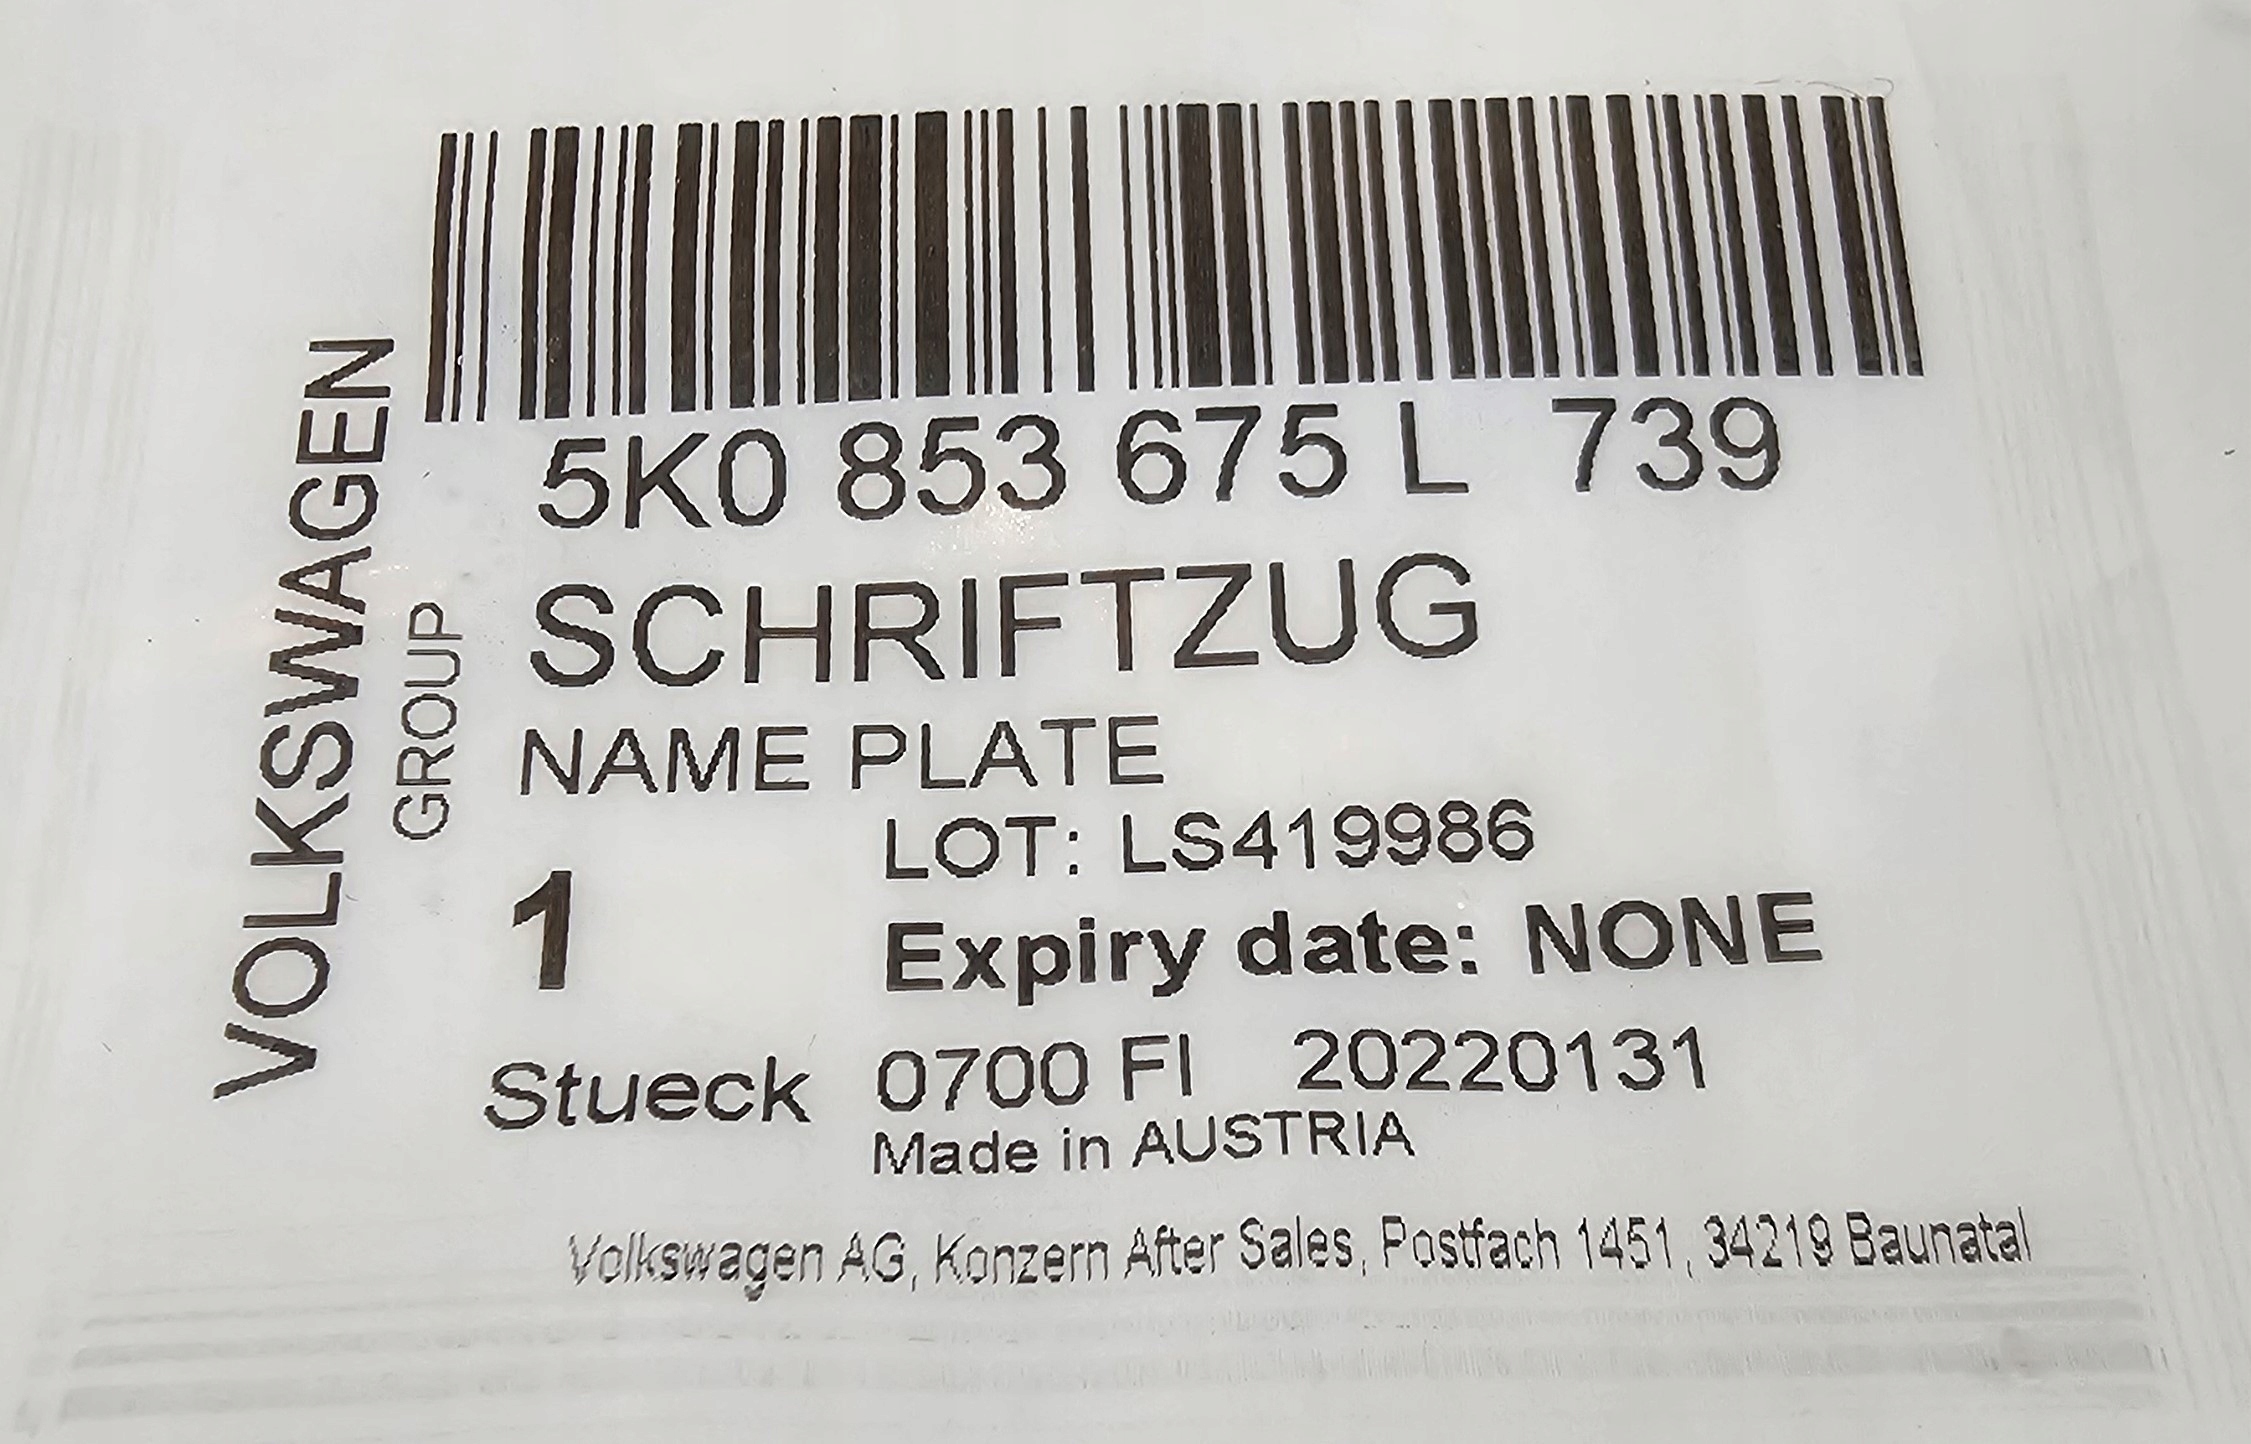 VOLKSWAGEN
GROUP
5K0 853 675 L 739
SCHRIFTZUG
NAME PLATE
LOT: LS419986
1 Expiry date: NONE
Stueck 0700 FI 20220131
Made in AUSTRIA
Volkswagen AG, Konzern After Sales, Postfach 1451, 34219 Baunatal